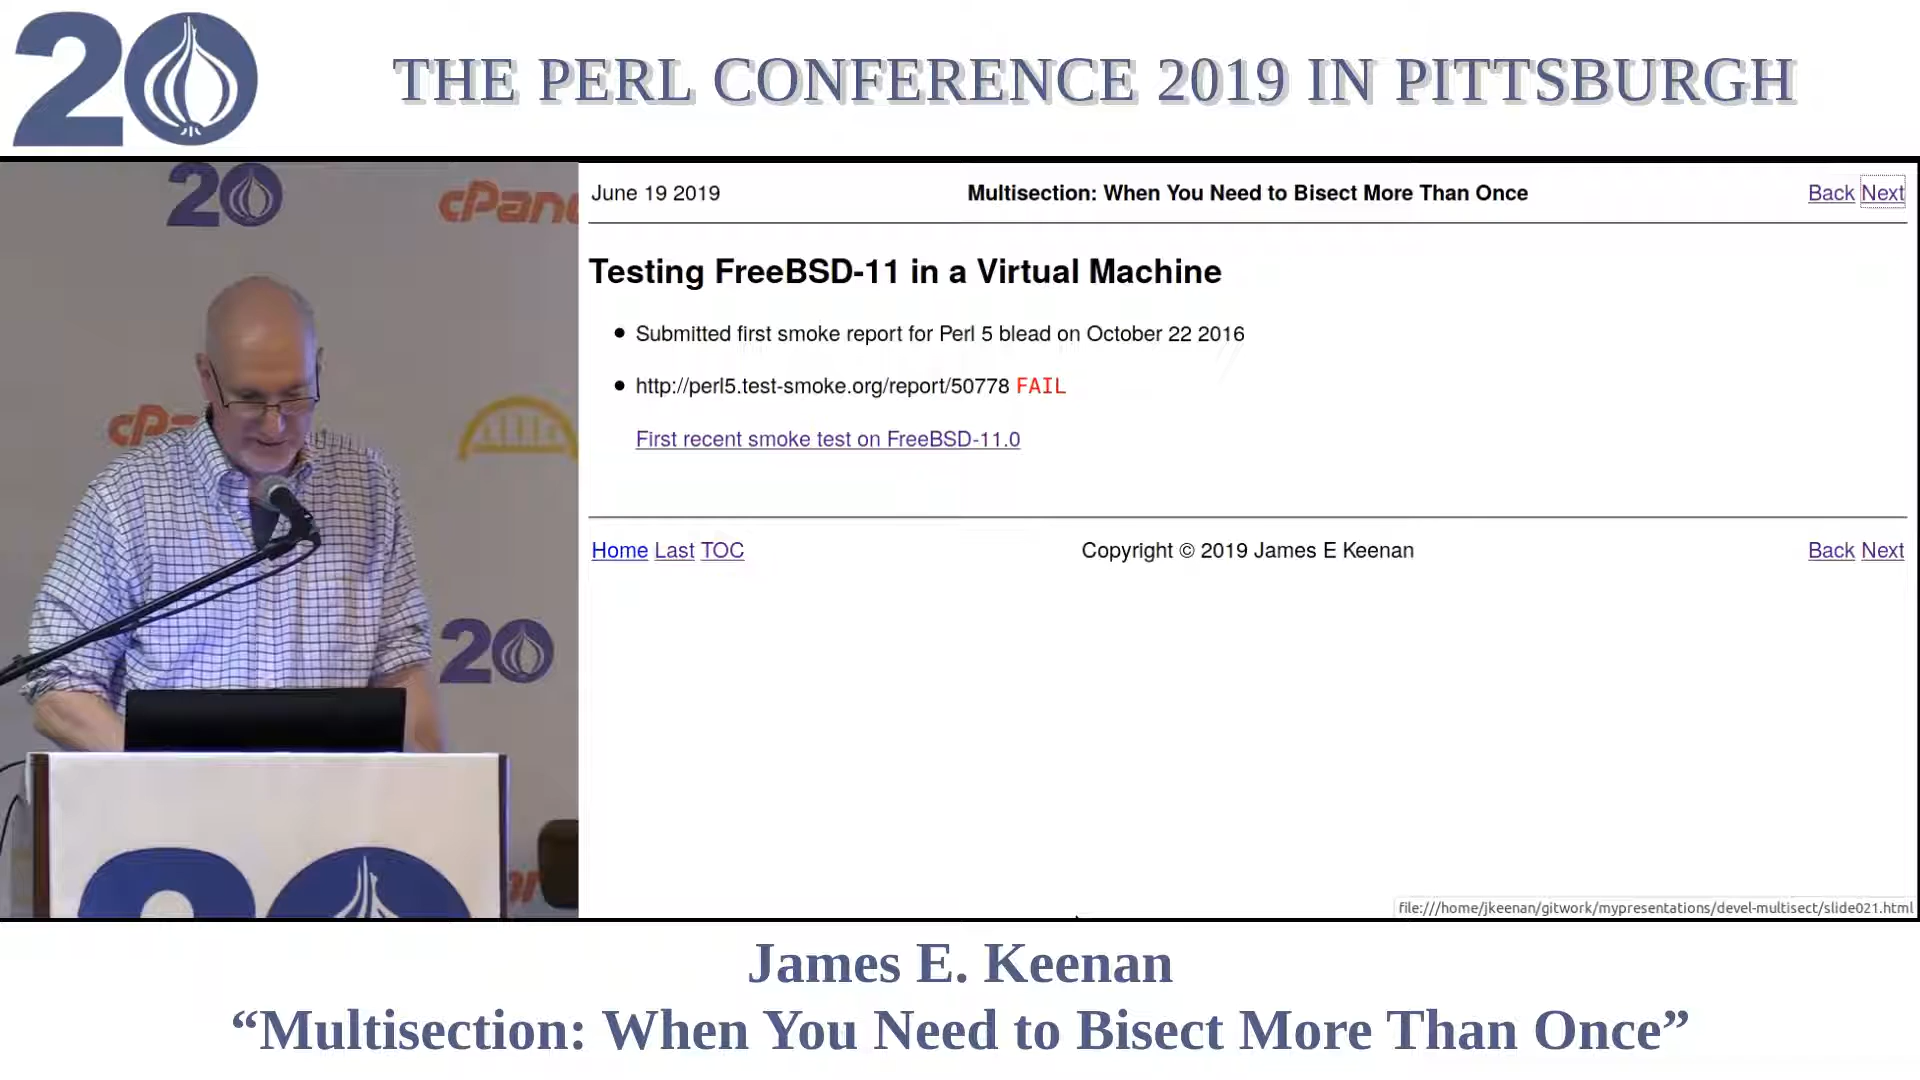 20
THE PERL CONFERENCE 2019 IN PITTSBURGH
20
cPan
cPa
20
June 19 2019
Multisection: When You Need to Bisect More Than Once
Back Next
Testing FreeBSD-11 in a Virtual Machine
Submitted first smoke report for Perl 5 blead on October 22 2016
http://perl5.test-smoke.org/report/50778 FAIL
First recent smoke test on FreeBSD-11.0
Home Last TOC
Copyright © 2019 James E Keenan
Back Next
file:///home/jkeenan/gitwork/mypresentations/devel-multisect/slide021.html
James E. Keenan
“Multisection: When You Need to Bisect More Than Once”